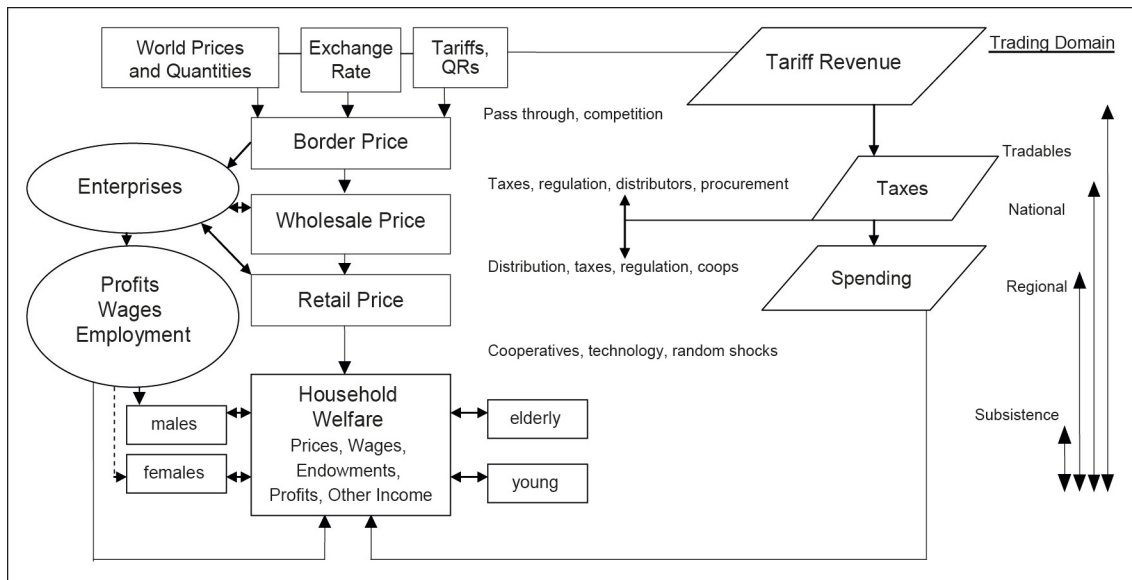 World Prices
and Quantities
Exchange
Rate
Tariffs,
QRs
Tariff Revenue
Trading Domain
Pass through, competition
Border Price
Tradables
Enterprises
Taxes, regulation, distributors, procurement
Taxes
Wholesale Price
National
Distribution, taxes, regulation, coops
Spending
Profits
Wages
Employment
Retail Price
Regional
Cooperatives, technology, random shocks
Household
Welfare
Prices, Wages,
Endowments,
Profits, Other Income
males
females
elderly
young
Subsistence